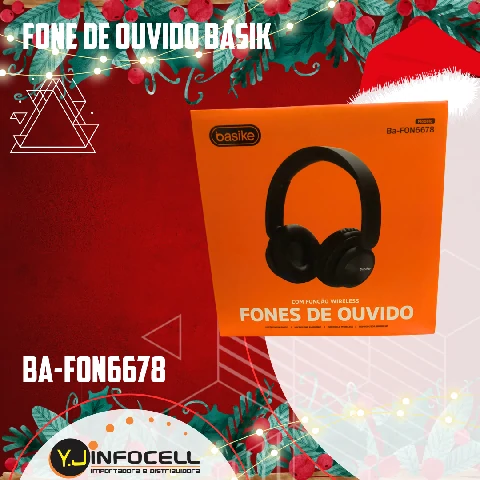 FONE DE OUVIDO BASIK
basike
Ba-FON6678
COM FUNÇÃO WIRELESS
FONES DE OUVIDO
BA-FON6678
Y.J INFOCELL
importadora e distribuidora